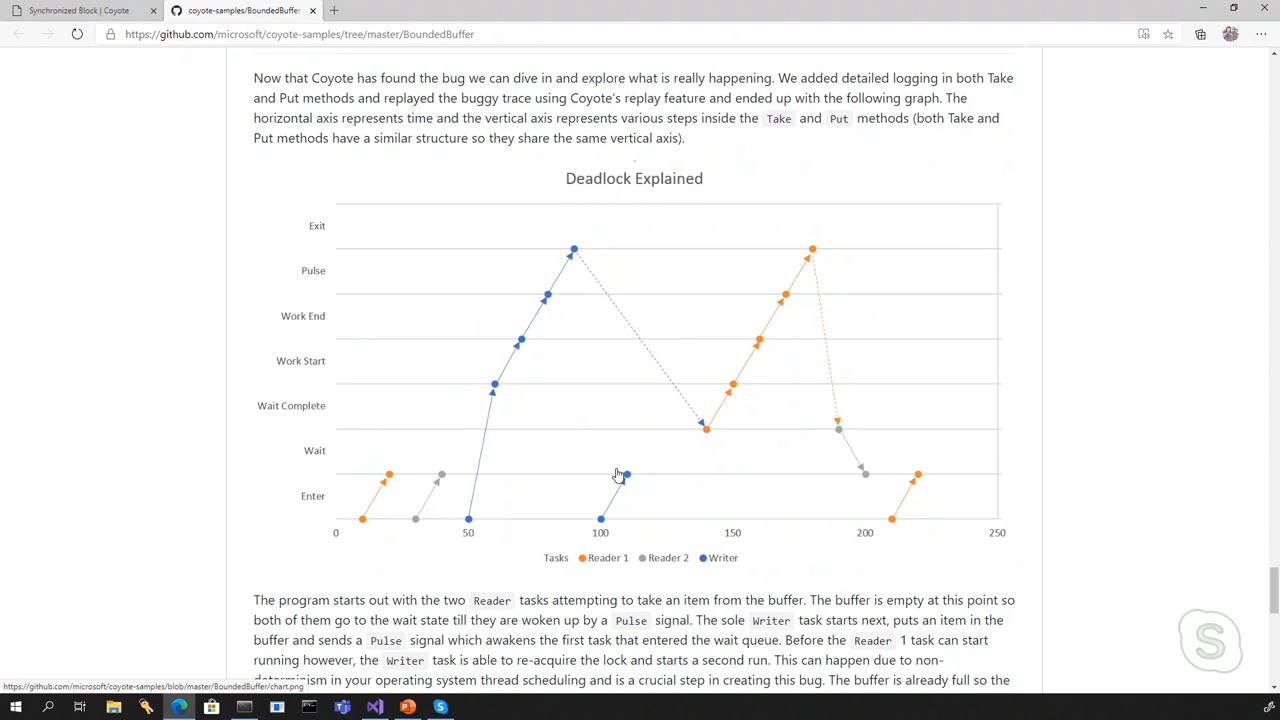 Synchronized Block | Coyote
coyote-samples/BoundedBuffer
https://github.com/microsoft/coyote-samples/tree/master/BoundedBuffer
Now that Coyote has found the bug we can dive in and explore what is really happening. We added detailed logging in both Take
and Put methods and replayed the buggy trace using Coyote's replay feature and ended up with the following graph. The
horizontal axis represents time and the vertical axis represents various steps inside the Take and Put methods (both Take and
Put methods have a similar structure so they share the same vertical axis).
Deadlock Explained
Exit
Pulse
Work End
Work Start
Wait Complete
Wait
Enter
0 50 100 150 200 250
Tasks Reader 1 Reader 2 Writer
The program starts out with the two Reader tasks attempting to take an item from the buffer. The buffer is empty at this point so
both of them go to the wait state till they are woken up by a Pulse signal. The sole Writer task starts next, puts an item in the
buffer and sends a Pulse signal which awakens the first task that entered the wait queue. Before the Reader 1 task can start
running however, the Writer task is able to re-acquire the lock and starts a second run. This can happen due to non-
determinism in your operating system thread scheduling and is a crucial step in creating this bug. The buffer is already full so the
https://github.com/microsoft/coyote-samples/blob/master/BoundedBuffer/chart.png